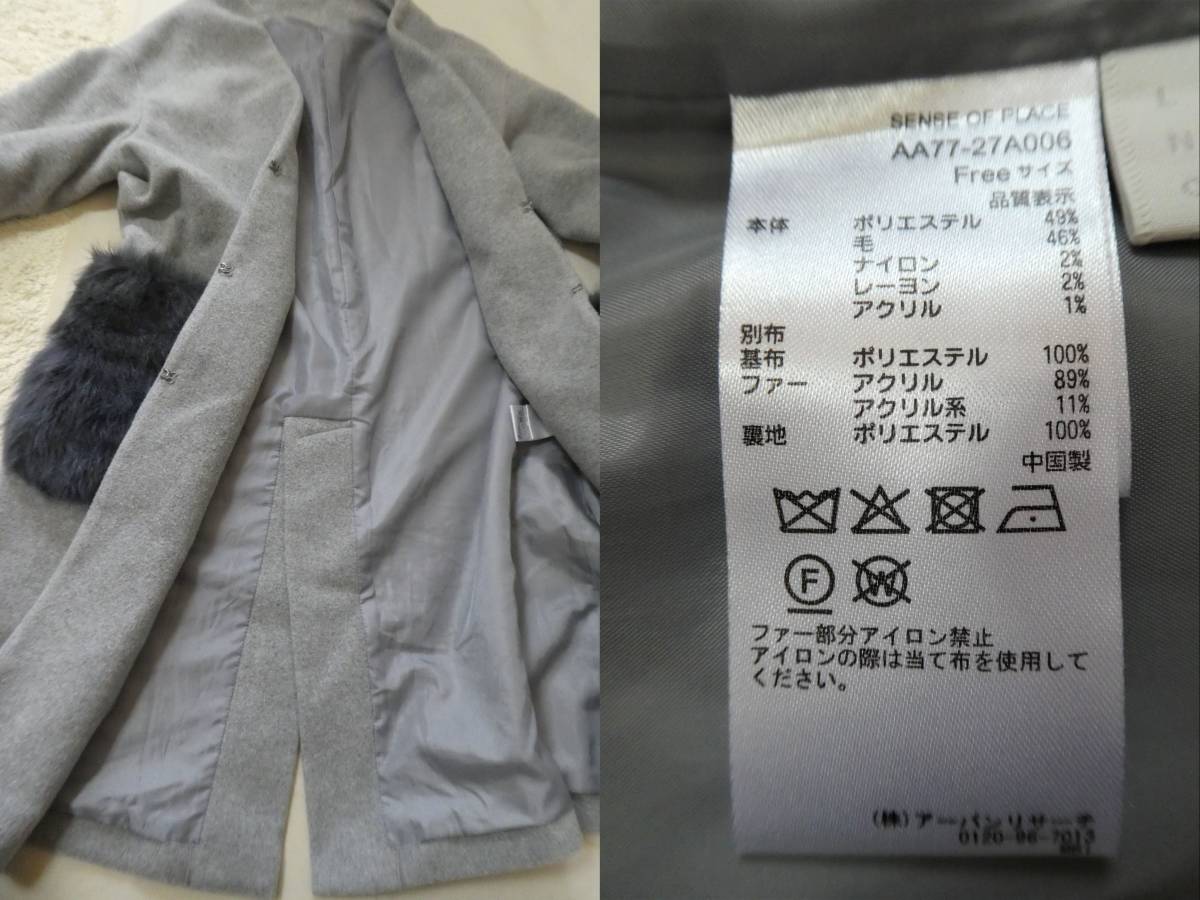 SENSE OF PLACE
AA77-27A006
Free サイズ
品質表示
本体 ポリエステル 49%
毛 46%
ナイロン 2%
レーヨン 2%
アクリル 1%
別布
基布 ポリエステル 100%
ファー アクリル 89%
アクリル系 11%
裏地 ポリエステル 100%
中国製
F
W
ファー部分アイロン禁止
アイロンの際は当て布を使用して
ください。
(株)アーバンリサーチ
0120-96-7013
L
N